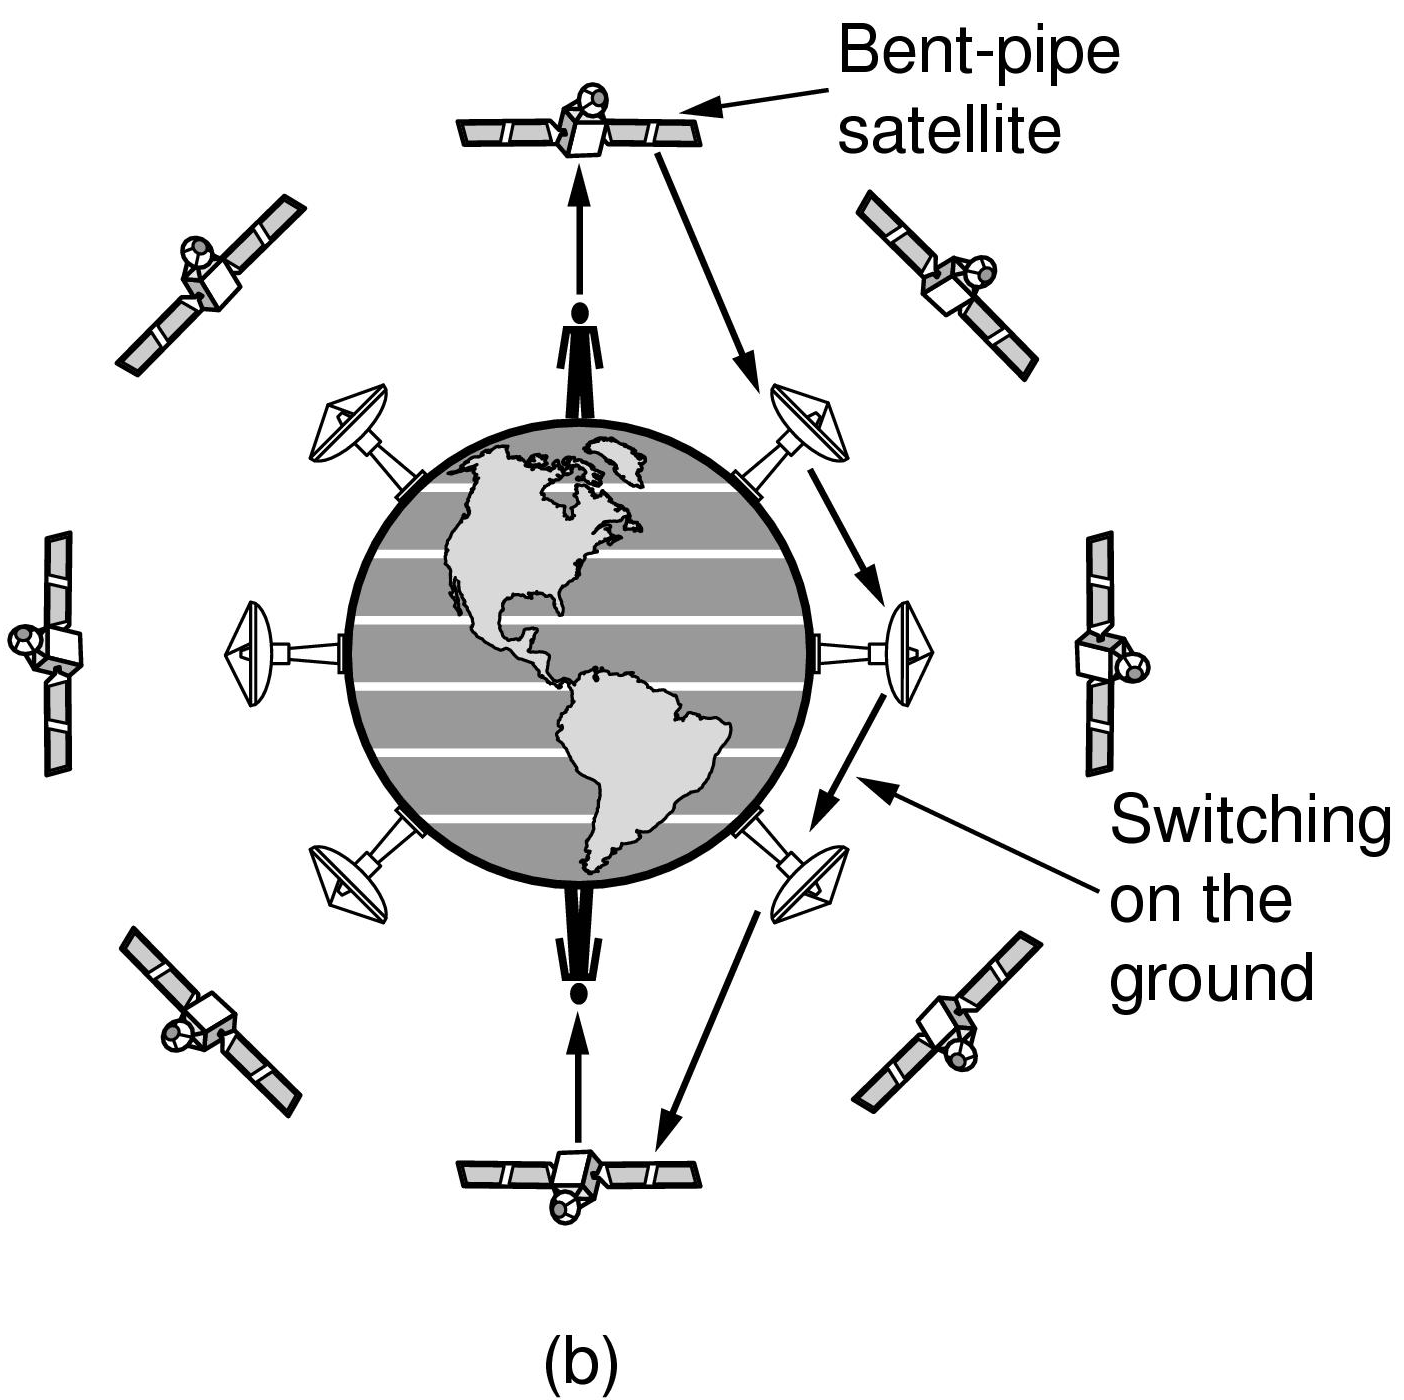 Bent-pipe
satellite
Switching
on the
ground
(b)